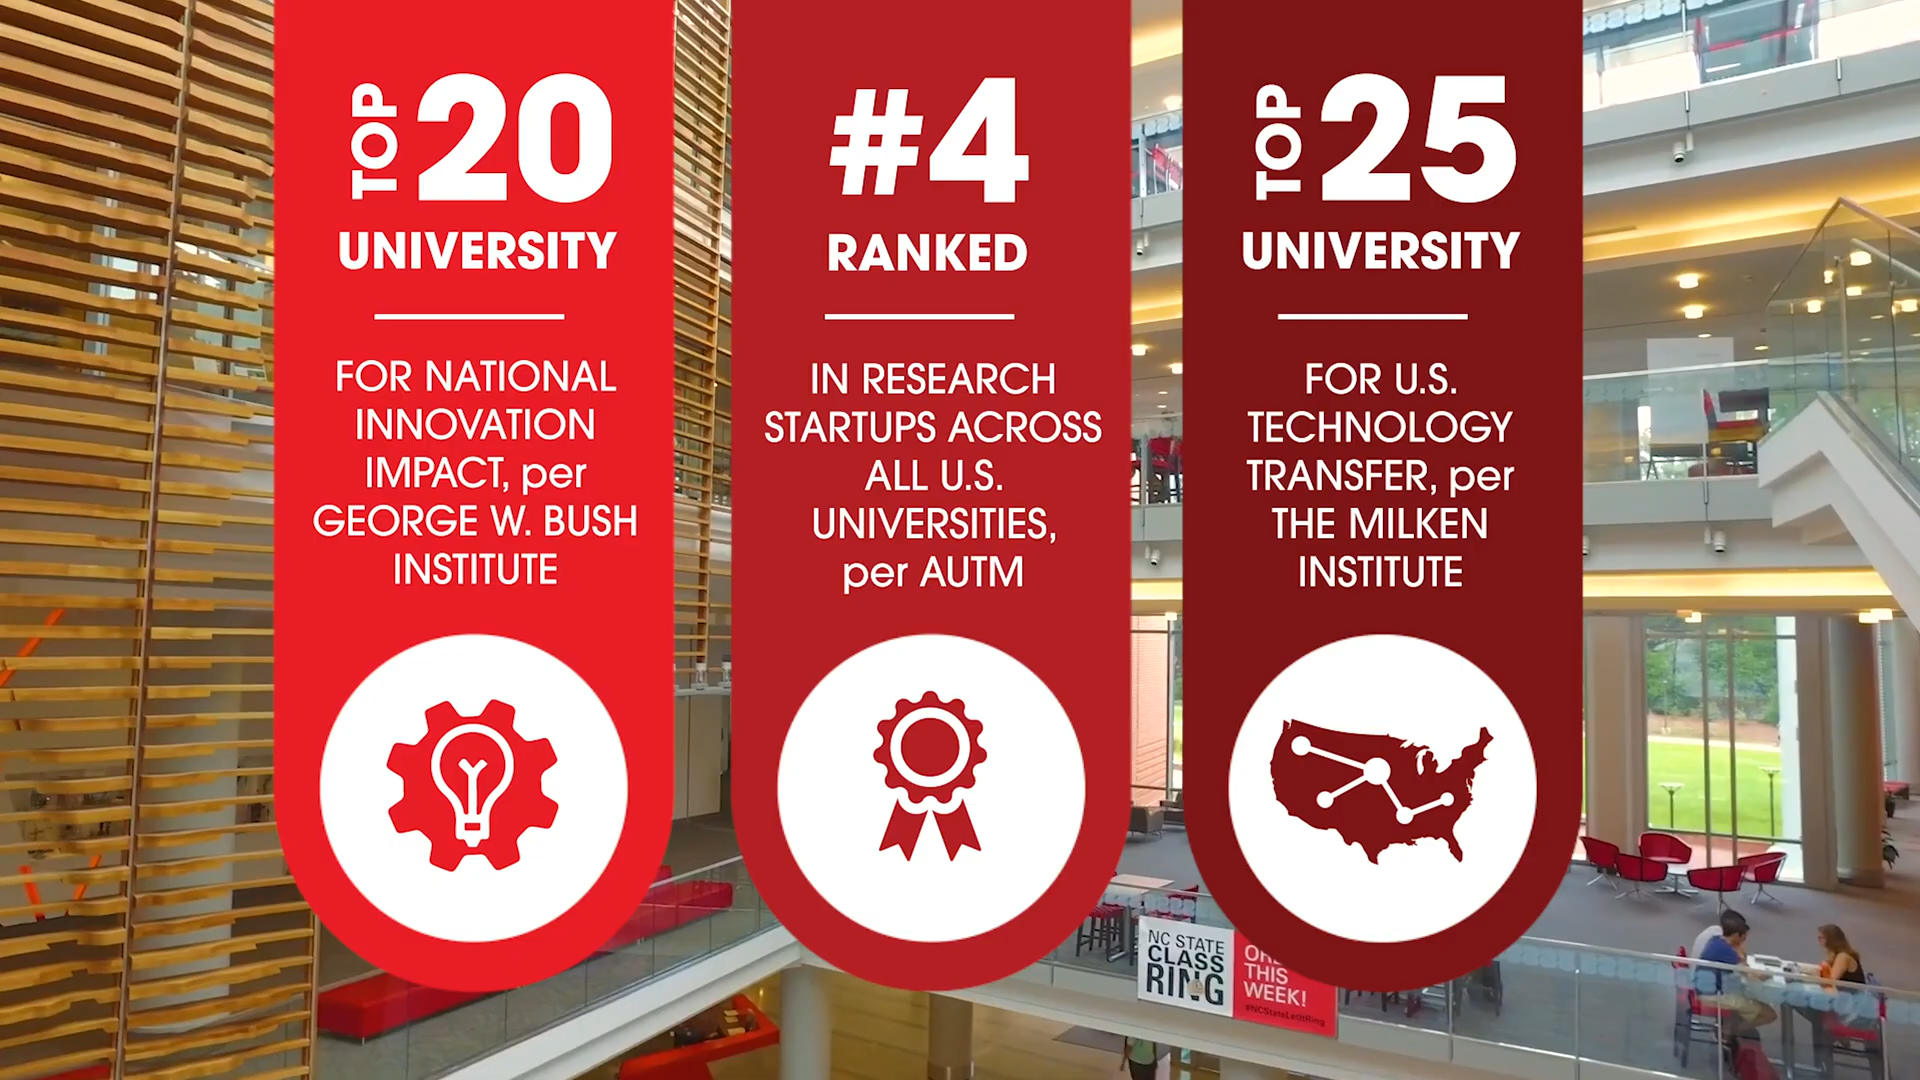 TOP 20
UNIVERSITY
FOR NATIONAL
INNOVATION
IMPACT, per
GEORGE W. BUSH
INSTITUTE
#4
RANKED
IN RESEARCH
STARTUPS ACROSS
ALL U.S.
UNIVERSITIES,
per AUTM
TOP 25
UNIVERSITY
FOR U.S.
TECHNOLOGY
TRANSFER, per
THE MILKEN
INSTITUTE
NC STATE
CLASS
RING
THIS
WEEK!